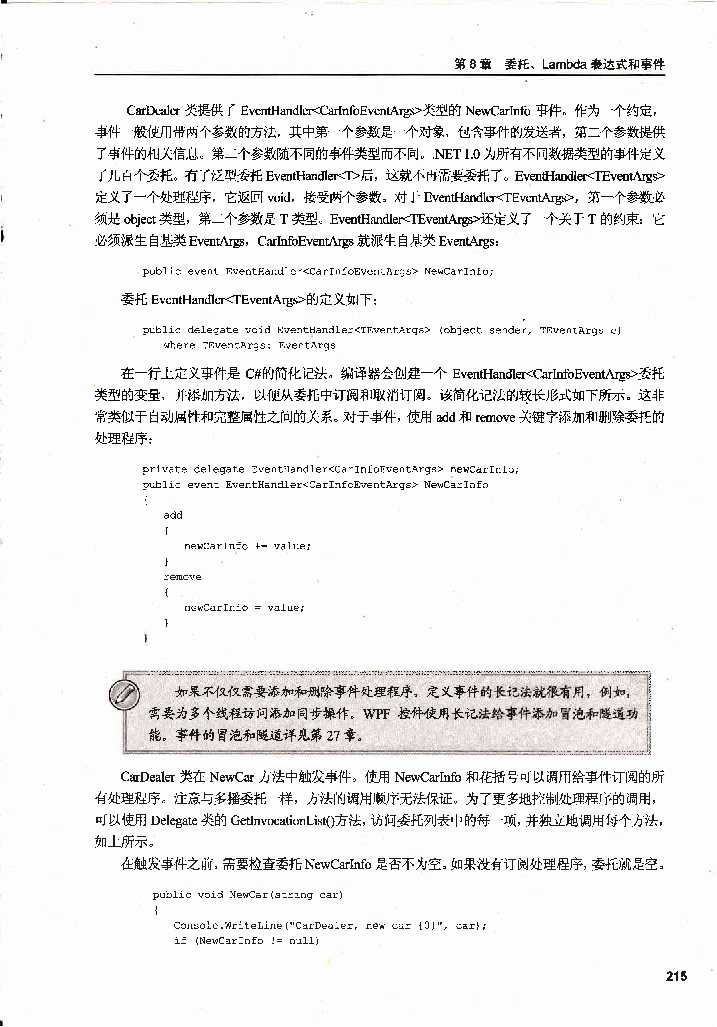 第 8 章 委托、Lambda 表达式和事件
CarDealer 类提供了 EventHandler<CarInfoEventArgs>类型的 NewCarInfo 事件。作为一个约定，
事件一般使用带两个参数的方法，其中第一个参数是一个对象，包含事件的发送者，第二个参数提供
了事件的相关信息。第二个参数随不同的事件类型而不同。.NET 1.0 为所有不同数据类型的事件定义
了几百个委托。有了泛型委托 EventHandler<T>后，这就不再需要委托了。EventHandler<TEventArgs>
定义了一个处理程序，它返回 void，接受两个参数。对于 EventHandler<TEventArgs>，第一个参数必
须是 object 类型，第二个参数是 T 类型。EventHandler<TEventArgs>还定义了一个关于 T 的约束：它
必须派生自基类 EventArgs，CarInfoEventArgs 就派生自基类 EventArgs：
public event EventHandler<CarInfoEventArgs> NewCarInfo;
委托 EventHandler<TEventArgs>的定义如下：
public delegate void EventHandler<TEventArgs> (object sender, TEventArgs e)
where TEventArgs: EventArgs
在一行上定义事件是 C#的简化记法。编译器会创建一个 EventHandler<CarInfoEventArgs>委托
类型的变量，并添加方法，以便从委托中订阅和取消订阅。该简化记法的较长形式如下所示。这非
常类似于自动属性和完整属性之间的关系。对于事件，使用 add 和 remove 关键字添加和删除委托的
处理程序：
private delegate EventHandler<CarInfoEventArgs> newCarInfo;
public event EventHandler<CarInfoEventArgs> NewCarInfo
{
add
{
newCarInfo += value;
}
remove
{
newCarInfo = value;
}
}
如果不仅仅需要添加和删除事件处理程序，定义事件的长记法就很有用，例如，
需要为多个线程访问添加同步操作。WPF 控件使用长记法给事件添加冒泡和隧道功
能。事件的冒泡和隧道详见第 27 章。
CarDealer 类在 NewCar 方法中触发事件。使用 NewCarInfo 和花括号可以调用给事件订阅的所
有处理程序。注意与多播委托一样，方法的调用顺序无法保证。为了更多地控制处理程序的调用，
可以使用 Delegate 类的 GetInvocationList()方法，访问委托列表中的每一项，并独立地调用每个方法，
如上所示。
在触发事件之前，需要检查委托 NewCarInfo 是否不为空。如果没有订阅处理程序，委托就是空。
public void NewCar(string car)
{
Console.WriteLine("CarDealer, new car {0}", car);
if (NewCarInfo != null)
215